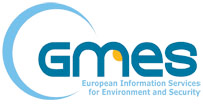 GMES
European Information Services
for Environment and Security